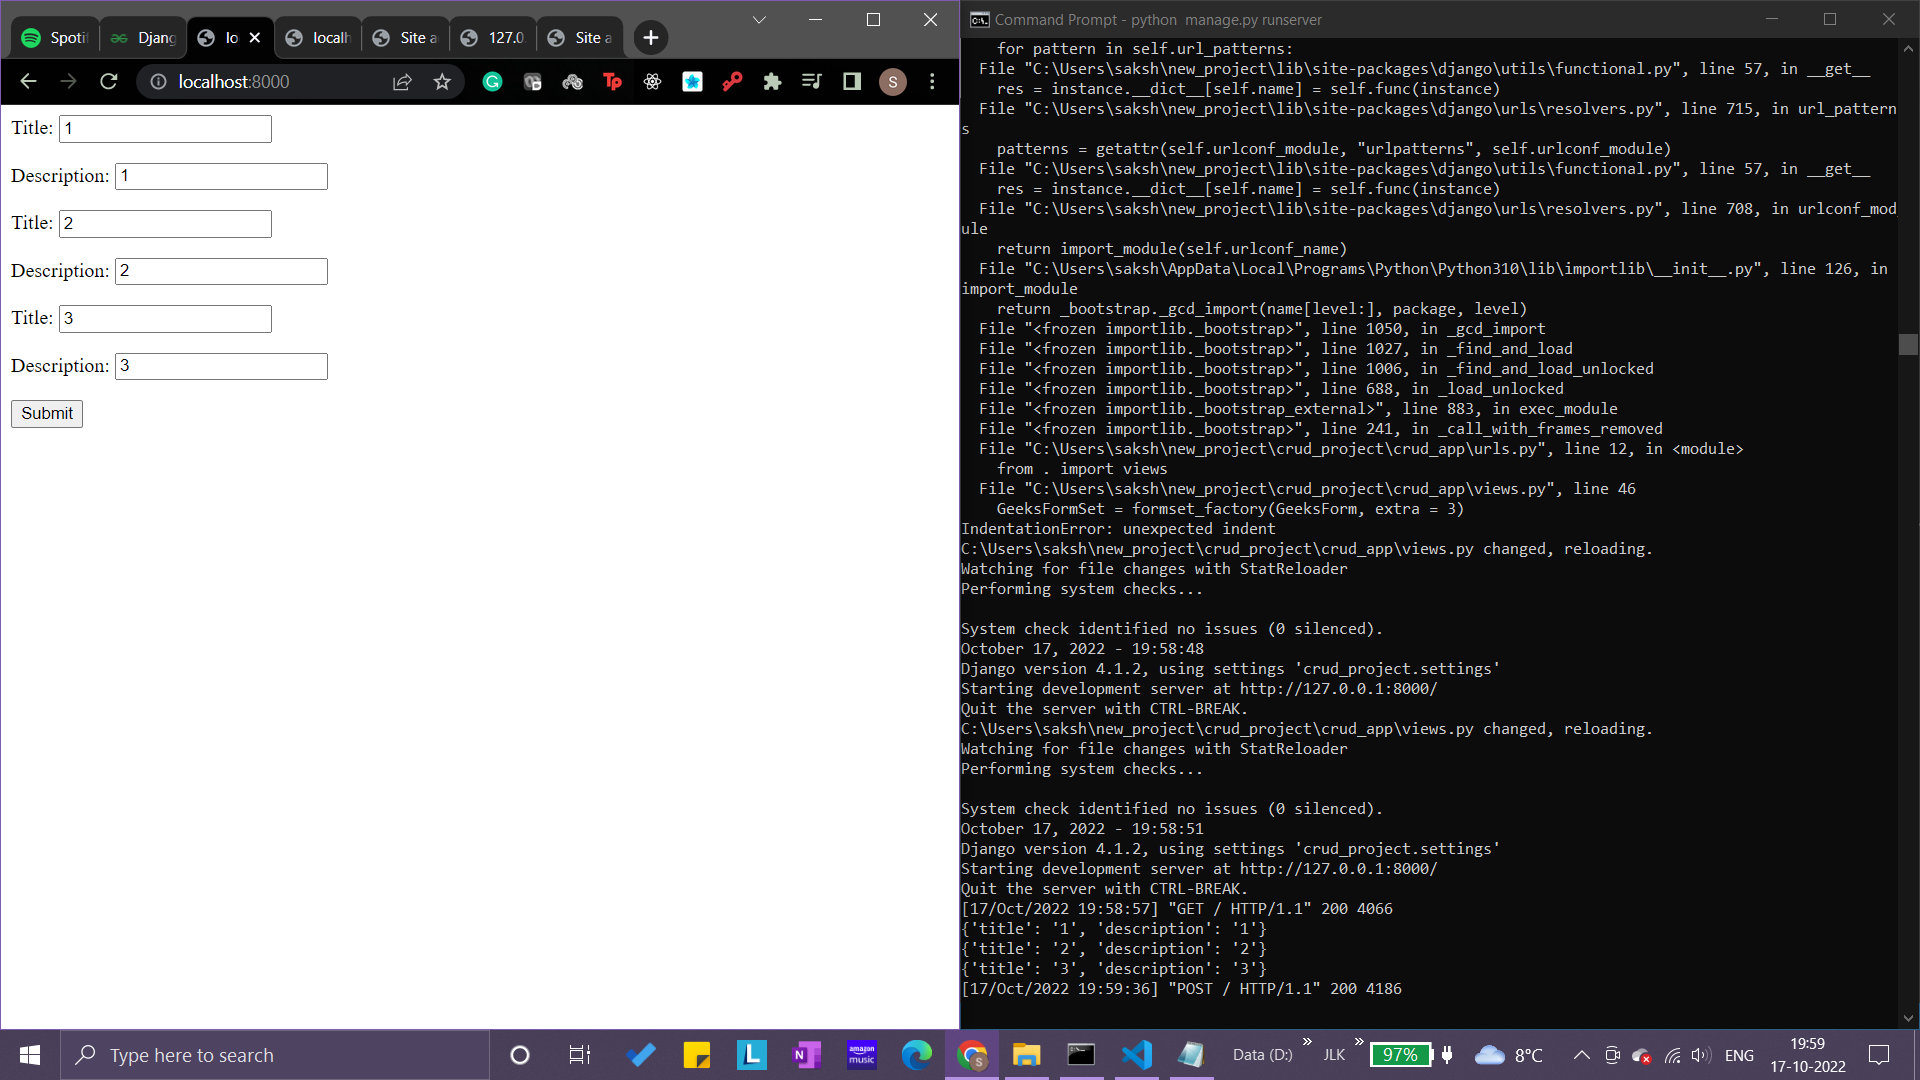 Spotif
Djang
lo
localh
Site a
127.0.
Site a
localhost:8000
Tp
S
Title: 1
Description: 1
Title: 2
Description: 2
Title: 3
Description: 3
Submit
Command Prompt - python  manage.py runserver
    for pattern in self.url_patterns:
  File "C:\Users\saksh\new_project\lib\site-packages\django\utils\functional.py", line 57, in __get__
    res = instance.__dict__[self.name] = self.func(instance)
  File "C:\Users\saksh\new_project\lib\site-packages\django\urls\resolvers.py", line 715, in url_pattern
s
    patterns = getattr(self.urlconf_module, "urlpatterns", self.urlconf_module)
  File "C:\Users\saksh\new_project\lib\site-packages\django\utils\functional.py", line 57, in __get__
    res = instance.__dict__[self.name] = self.func(instance)
  File "C:\Users\saksh\new_project\lib\site-packages\django\urls\resolvers.py", line 708, in urlconf_mod
ule
    return import_module(self.urlconf_name)
  File "C:\Users\saksh\AppData\Local\Programs\Python\Python310\lib\importlib\__init__.py", line 126, in
import_module
    return _bootstrap._gcd_import(name[level:], package, level)
  File "<frozen importlib._bootstrap>", line 1050, in _gcd_import
  File "<frozen importlib._bootstrap>", line 1027, in _find_and_load
  File "<frozen importlib._bootstrap>", line 1006, in _find_and_load_unlocked
  File "<frozen importlib._bootstrap>", line 688, in _load_unlocked
  File "<frozen importlib._bootstrap_external>", line 883, in exec_module
  File "<frozen importlib._bootstrap>", line 241, in _call_with_frames_removed
  File "C:\Users\saksh\new_project\crud_project\crud_app\urls.py", line 12, in <module>
    from . import views
  File "C:\Users\saksh\new_project\crud_project\crud_app\views.py", line 46
    GeeksFormSet = formset_factory(GeeksForm, extra = 3)
IndentationError: unexpected indent
C:\Users\saksh\new_project\crud_project\crud_app\views.py changed, reloading.
Watching for file changes with StatReloader
Performing system checks...
System check identified no issues (0 silenced).
October 17, 2022 - 19:58:48
Django version 4.1.2, using settings 'crud_project.settings'
Starting development server at http://127.0.0.1:8000/
Quit the server with CTRL-BREAK.
C:\Users\saksh\new_project\crud_project\crud_app\views.py changed, reloading.
Watching for file changes with StatReloader
Performing system checks...
System check identified no issues (0 silenced).
October 17, 2022 - 19:58:51
Django version 4.1.2, using settings 'crud_project.settings'
Starting development server at http://127.0.0.1:8000/
Quit the server with CTRL-BREAK.
[17/Oct/2022 19:58:57] "GET / HTTP/1.1" 200 4066
{'title': '1', 'description': '1'}
{'title': '2', 'description': '2'}
{'title': '3', 'description': '3'}
[17/Oct/2022 19:59:36] "POST / HTTP/1.1" 200 4186
Type here to search
L
N
amazon music
Data (D:)
JLK
97%
8°C
ENG
19:59
17-10-2022